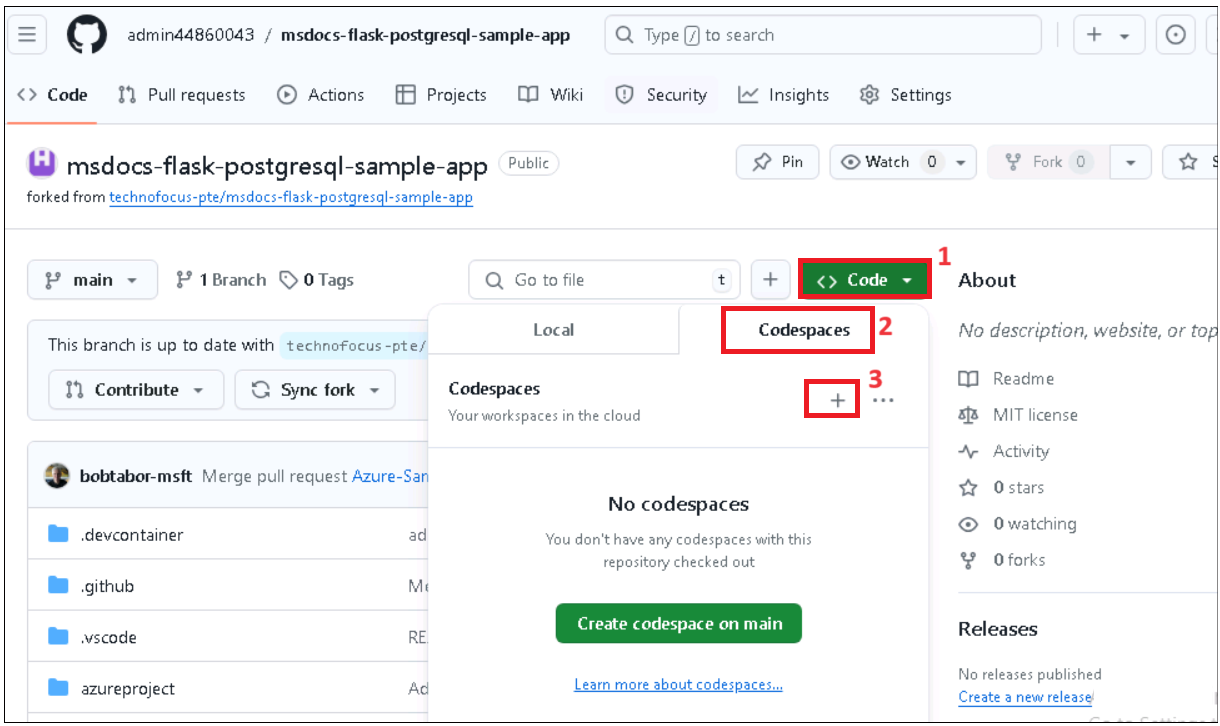 admin44860043 / msdocs-flask-postgresql-sample-app
Type / to search
Code Pull requests Actions Projects Wiki Security Insights Settings
msdocs-flask-postgresql-sample-app Public
Pin Watch 0 Fork 0
forked from technofocus-pte/msdocs-flask-postgresql-sample-app
main 1 Branch 0 Tags
Go to file t
Code 1
About
Local Codespaces 2
No description, website, or top
This branch is up to date with technofocus-pte/
Contribute Sync fork
Codespaces 3
Your workspaces in the cloud
Readme
MIT license
Activity
0 stars
0 watching
0 forks
bobtabor-msft Merge pull request Azure-San
No codespaces
You don't have any codespaces with this
repository checked out
Create codespace on main
Learn more about codespaces...
.devcontainer ad
.github
.vscode RE
azureproject Ad
Releases
No releases published
Create a new release